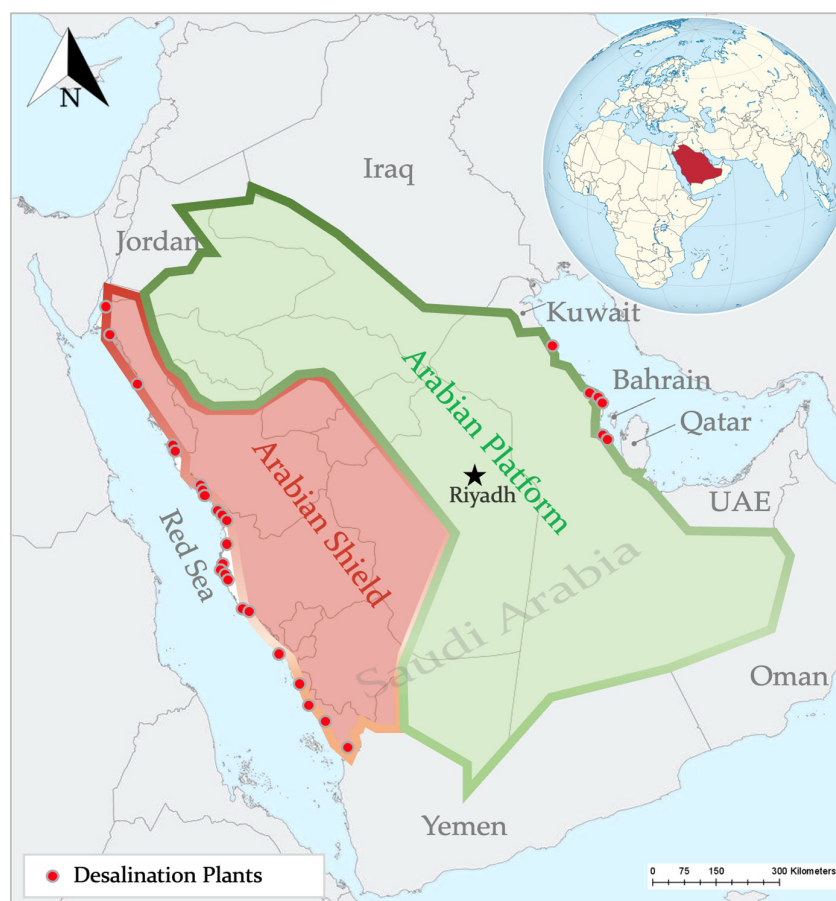 N
Iraq
Jordan
Kuwait
Bahrain
Qatar
Arabian Platform
Riyadh
UAE
Arabian Shield
Red Sea
Saudi Arabia
Oman
Yemen
Desalination Plants
0 75 150 300 Kilometers